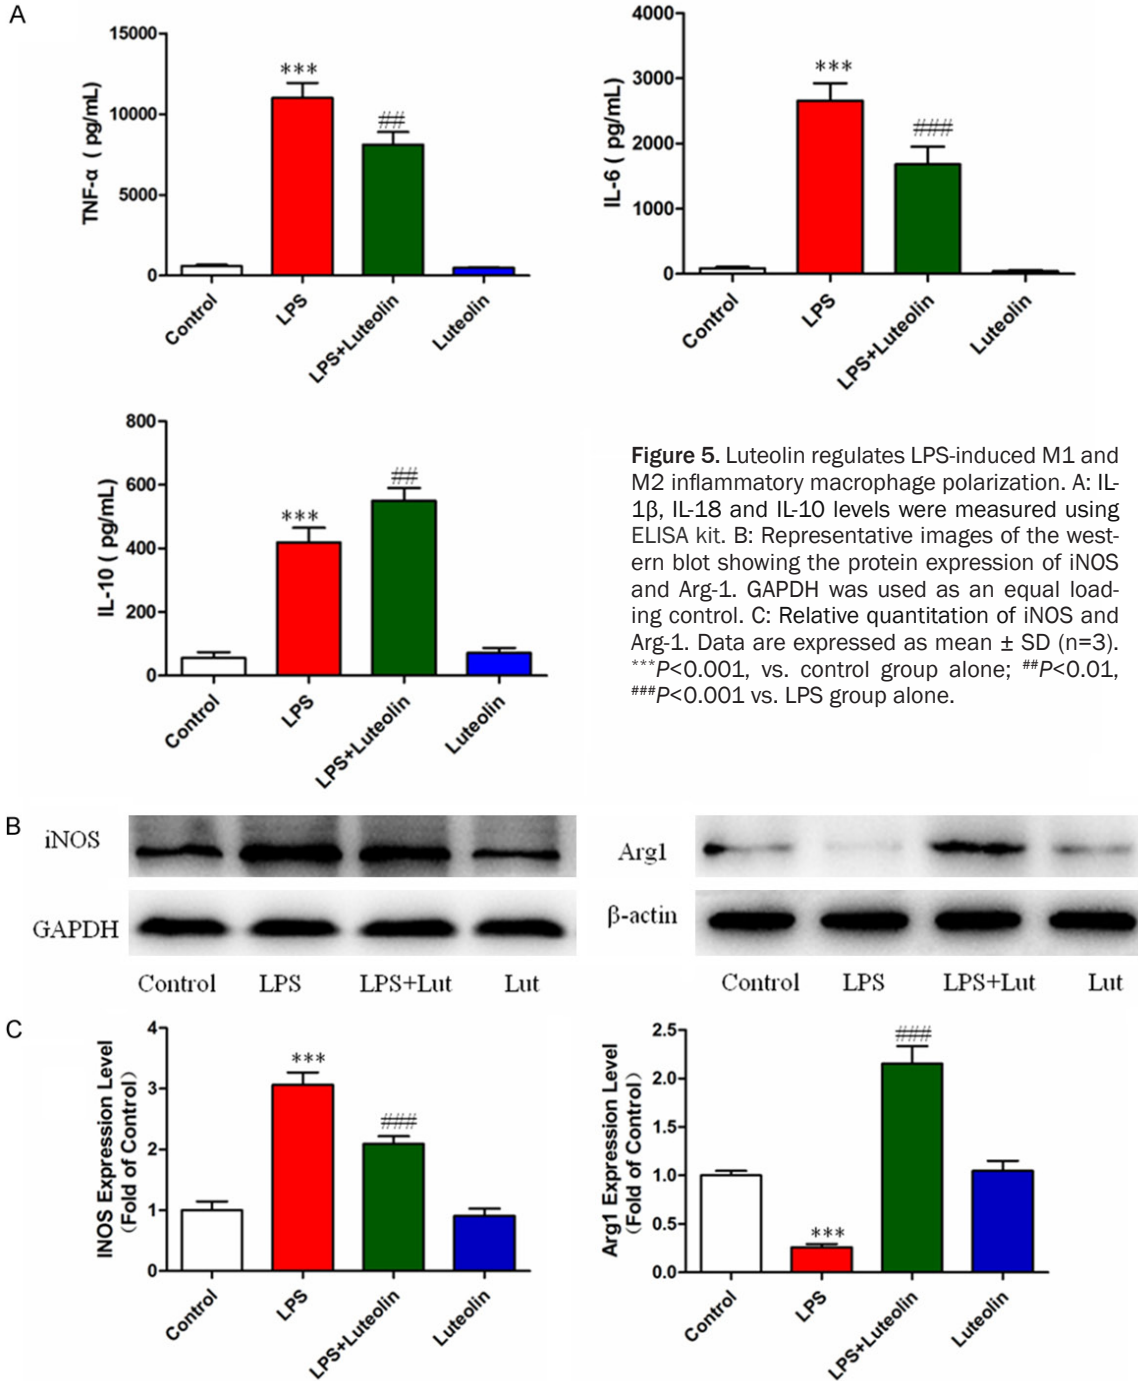 A
15000
10000
5000
0
TNF-α ( pg/mL)
***
##
Control
LPS
LPS+Luteolin
Luteolin
4000
3000
2000
1000
0
IL-6 ( pg/mL)
***
###
Control
LPS
LPS+Luteolin
Luteolin
800
600
400
200
0
IL-10 ( pg/mL)
***
##
Control
LPS
LPS+Luteolin
Luteolin
Figure 5. Luteolin regulates LPS-induced M1 and
M2 inflammatory macrophage polarization. A: IL-
1β, IL-18 and IL-10 levels were measured using
ELISA kit. B: Representative images of the west-
ern blot showing the protein expression of iNOS
and Arg-1. GAPDH was used as an equal load-
ing control. C: Relative quantitation of iNOS and
Arg-1. Data are expressed as mean ± SD (n=3).
***P<0.001, vs. control group alone; ##P<0.01,
###P<0.001 vs. LPS group alone.
B
iNOS
GAPDH
Control LPS LPS+Lut Lut
Arg1
β-actin
Control LPS LPS+Lut Lut
C
4
3
2
1
0
INOS Expression Level
(Fold of Control)
***
###
Control
LPS
LPS+Luteolin
Luteolin
2.5
2.0
1.5
1.0
0.5
0.0
Arg1 Expression Level
(Fold of Control)
***
###
Control
LPS
LPS+Luteolin
Luteolin